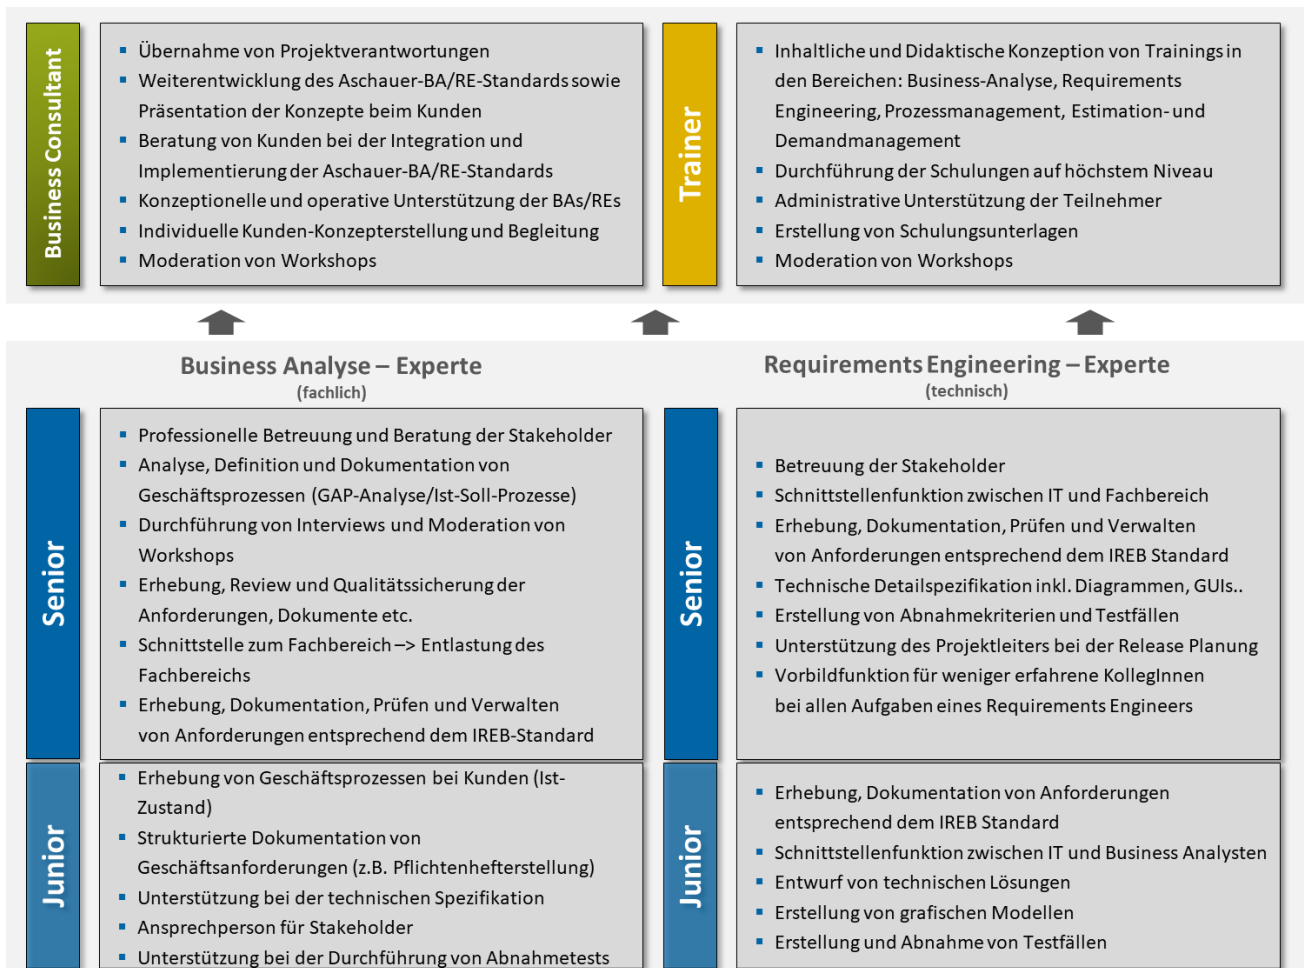 Business Consultant
Übernahme von Projektverantwortungen
Weiterentwicklung des Aschauer-BA/RE-Standards sowie
Präsentation der Konzepte beim Kunden
Beratung von Kunden bei der Integration und
Implementierung der Aschauer-BA/RE-Standards
Konzeptionelle und operative Unterstützung der BAs/REs
Individuelle Kunden-Konzepterstellung und Begleitung
Moderation von Workshops
Trainer
Inhaltliche und Didaktische Konzeption von Trainings in
den Bereichen: Business-Analyse, Requirements
Engineering, Prozessmanagement, Estimation- und
Demandmanagement
Durchführung der Schulungen auf höchstem Niveau
Administrative Unterstützung der Teilnehmer
Erstellung von Schulungsunterlagen
Moderation von Workshops
Business Analyse – Experte
(fachlich)
Senior
Professionelle Betreuung und Beratung der Stakeholder
Analyse, Definition und Dokumentation von
Geschäftsprozessen (GAP-Analyse/Ist-Soll-Prozesse)
Durchführung von Interviews und Moderation von
Workshops
Erhebung, Review und Qualitätssicherung der
Anforderungen, Dokumente etc.
Schnittstelle zum Fachbereich –> Entlastung des
Fachbereichs
Erhebung, Dokumentation, Prüfen und Verwalten
von Anforderungen entsprechend dem IREB-Standard
Junior
Erhebung von Geschäftsprozessen bei Kunden (Ist-
Zustand)
Strukturierte Dokumentation von
Geschäftsanforderungen (z.B. Pflichtenhefterstellung)
Unterstützung bei der technischen Spezifikation
Ansprechperson für Stakeholder
Unterstützung bei der Durchführung von Abnahmetests
Requirements Engineering – Experte
(technisch)
Senior
Betreuung der Stakeholder
Schnittstellenfunktion zwischen IT und Fachbereich
Erhebung, Dokumentation, Prüfen und Verwalten
von Anforderungen entsprechend dem IREB Standard
Technische Detailspezifikation inkl. Diagrammen, GUIs..
Erstellung von Abnahmekriterien und Testfällen
Unterstützung des Projektleiters bei der Release Planung
Vorbildfunktion für weniger erfahrene KollegInnen
bei allen Aufgaben eines Requirements Engineers
Junior
Erhebung, Dokumentation von Anforderungen
entsprechend dem IREB Standard
Schnittstellenfunktion zwischen IT und Business Analysten
Entwurf von technischen Lösungen
Erstellung von grafischen Modellen
Erstellung und Abnahme von Testfällen